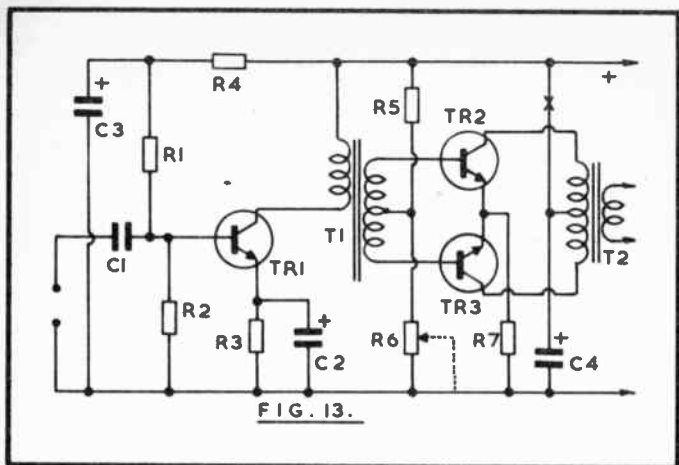 R4
+
+
C3
R1
R5
TR2
X
T1
T2
C1
TR1
TR3
R2
R3
+
C2
R6
R7
+
C4
FIG. 13.